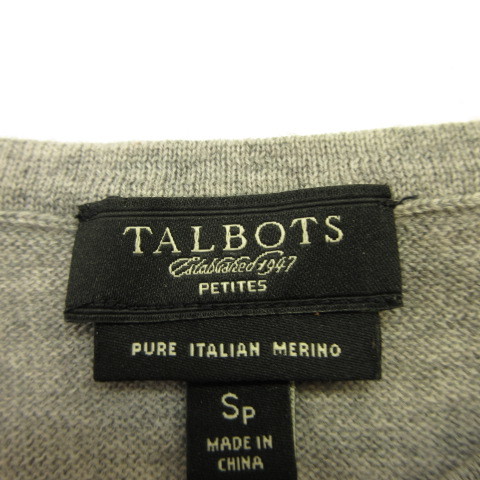 TALBOTS
Established 1947
PETITES
PURE ITALIAN MERINO
SP
MADE IN
CHINA